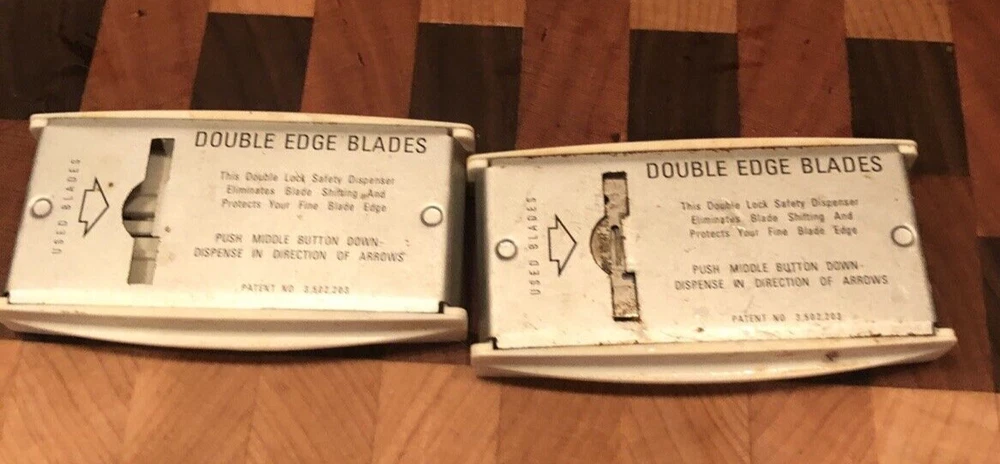 DOUBLE EDGE BLADES
This Double Lock Safety Dispenser
Eliminates Blade Shifting And
Protects Your Fine Blade Edge
USED BLADES
PUSH MIDDLE BUTTON DOWN-
DISPENSE IN DIRECTION OF ARROWS
PATENT NO 3,502,203
DOUBLE EDGE BLADES
This Double Lock Safety Dispenser
Eliminates Blade Shifting And
Protects Your Fine Blade Edge
USED BLADES
PUSH MIDDLE BUTTON DOWN-
DISPENSE IN DIRECTION OF ARROWS
PATENT NO 3,502,203